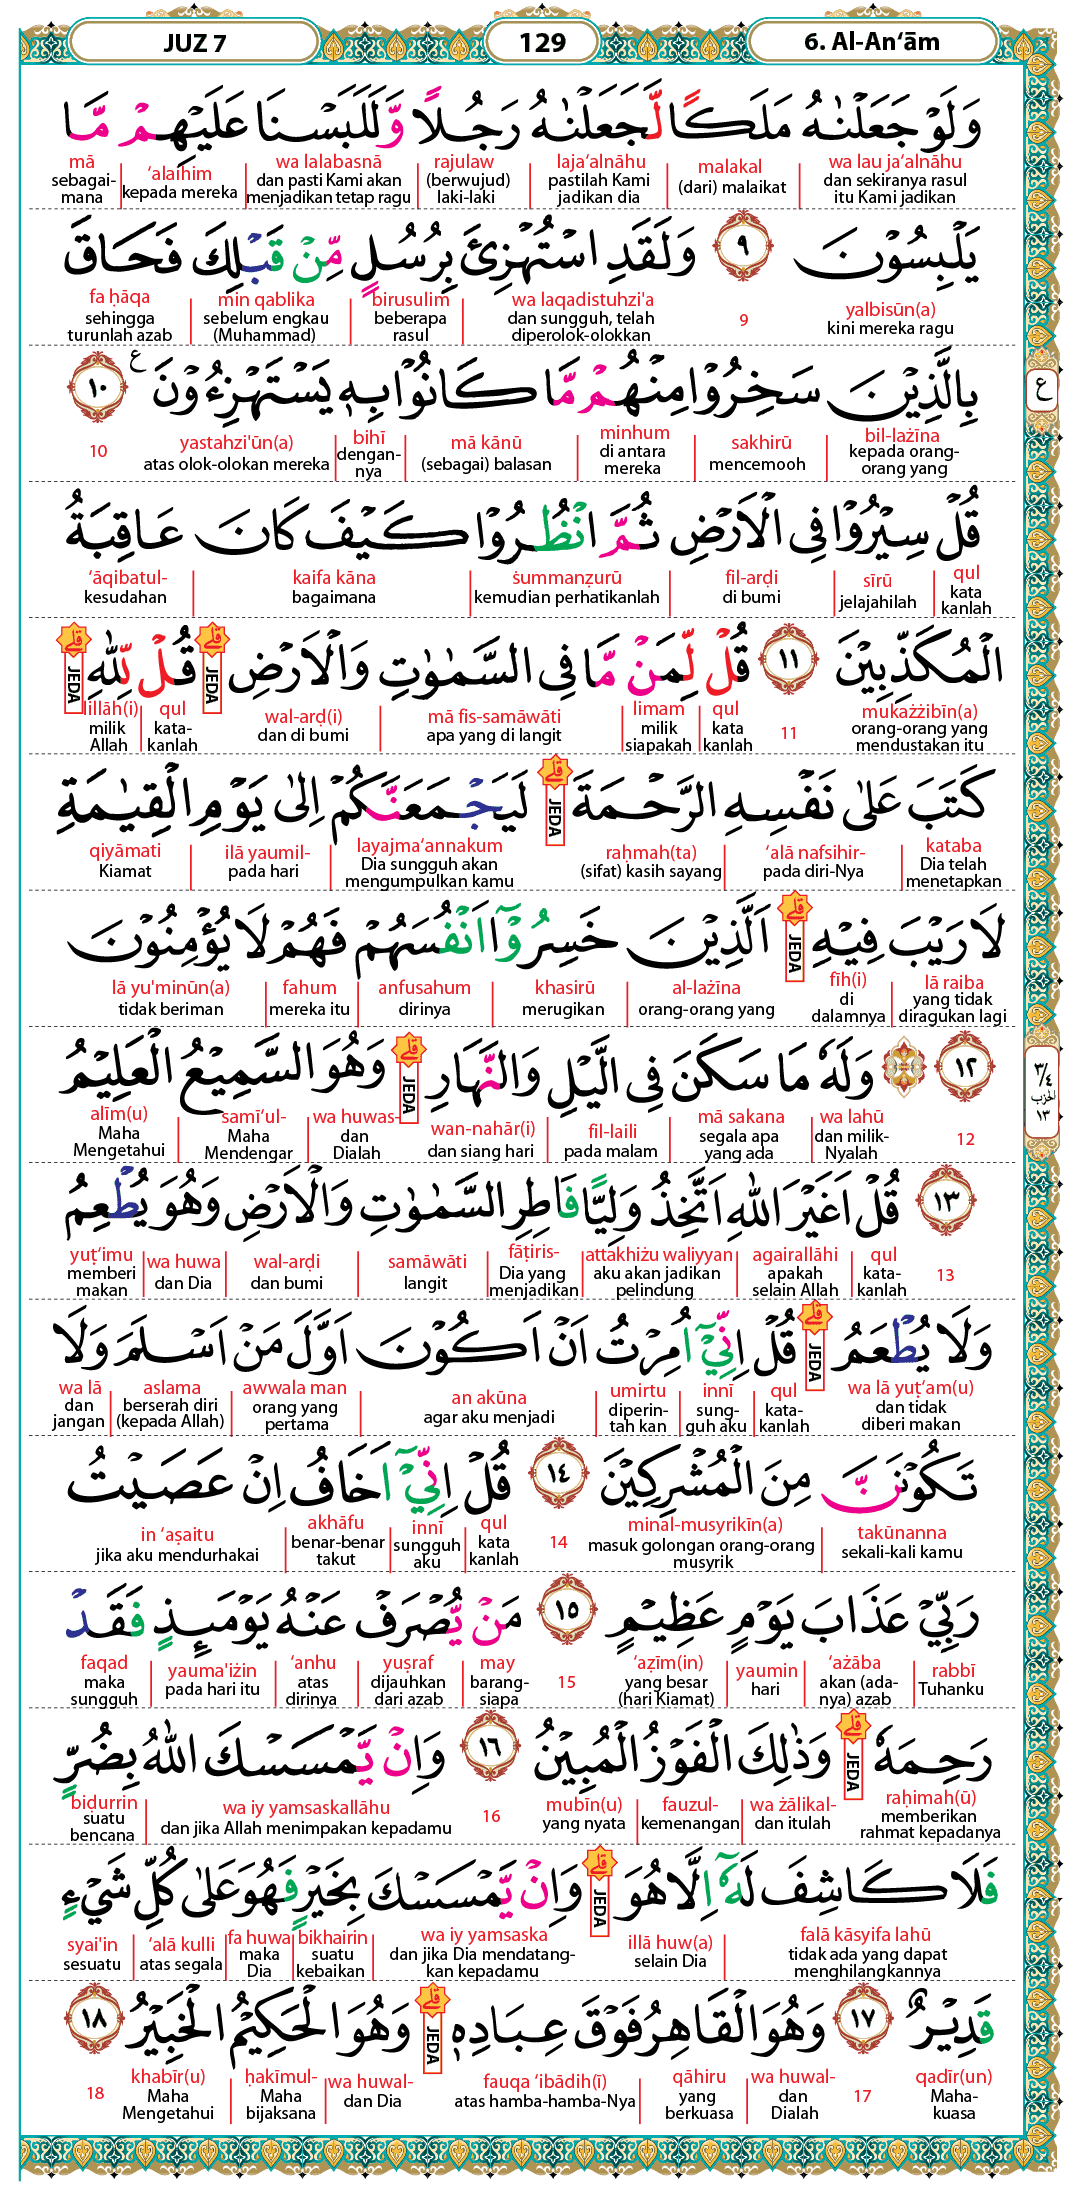 JUZ 7
129
6. Al-An‘ām
وَلَوْ جَعَلْنٰهُ مَلَكًا لَّجَعَلْنٰهُ رَجُلًا وَّلَلَبَسْنَا عَلَيْهِمْ مَّا
wa lau ja‘alnāhu dan sekiranya rasul itu Kami jadikan
malakal (dari) malaikat
laja‘alnāhu pastilah Kami jadikan dia
rajulaw (berwujud) laki-laki
wa lalabasnā dan pasti Kami akan menjadikan tetap ragu
‘alaihim kepada mereka
mā sebagai-mana
يَلْبِسُوْنَ ٩ وَلَقَدِ اسْتُهْزِئَ بِرُسُلٍ مِّنْ قَبْلِكَ فَحَاقَ
yalbisūn(a) kini mereka ragu
9
wa laqadistuhzi'a dan sungguh, telah diperolok-olokkan
birusulim beberapa rasul
min qablika sebelum engkau (Muhammad)
fa ḥāqa sehingga turunlah azab
بِالَّذِيْنَ سَخِرُوْا مِنْهُمْ مَّا كَانُوْا بِهٖ يَسْتَهْزِءُوْنَ ࣖ ١٠
ع
bil-lażīna kepada orang-orang yang
sakhirū mencemooh
minhum di antara mereka
mā kānū (sebagai) balasan
bihī dengan-nya
yastahzi'ūn(a) atas olok-olokan mereka
10
قُلْ سِيْرُوْا فِى الْاَرْضِ ثُمَّ انْظُرُوْا كَيْفَ كَانَ عَاقِبَةُ
qul kata kanlah
sīrū jelajahilah
fil-arḍi di bumi
ṡummanẓurū kemudian perhatikanlah
kaifa kāna bagaimana
‘āqibatul- kesudahan
الْمُكَذِّبِيْنَ ١١ قُلْ لِّمَنْ مَّا فِى السَّمٰوٰتِ وَالْاَرْضِ ۗ JEDA قُلْ لِّلّٰهِ ۗ JEDA
mukażżibīn(a) orang-orang yang mendustakan itu
11
qul kata kanlah
limam milik siapakah
mā fis-samāwāti apa yang di langit
wal-arḍ(i) dan di bumi
qul kata-kanlah
lillāh(i) milik Allah
كَتَبَ عَلٰى نَفْسِهِ الرَّحْمَةَ ۗ JEDA لَيَجْمَعَنَّكُمْ اِلٰى يَوْمِ الْقِيٰمَةِ
kataba Dia telah menetapkan
‘alā nafsihir- pada diri-Nya
raḥmah(ta) (sifat) kasih sayang
layajma‘annakum Dia sungguh akan mengumpulkan kamu
ilā yaumil- pada hari
qiyāmati Kiamat
لَا رَيْبَ فِيْهِ ۗ JEDA اَلَّذِيْنَ خَسِرُوْٓا اَنْفُسَهُمْ فَهُمْ لَا يُؤْمِنُوْنَ
lā raiba yang tidak diragukan lagi
fīh(i) di dalamnya
al-lażīna orang-orang yang
khasirū merugikan
anfusahum dirinya
fahum mereka itu
lā yu'minūn(a) tidak beriman
١٢ ۞ وَلَهٗ مَا سَكَنَ فِى الَّيْلِ وَالنَّهَارِ ۗ JEDA وَهُوَ السَّمِيْعُ الْعَلِيْمُ
٣/٤ الحزب ١٣
12
wa lahū dan milik-Nyalah
mā sakana segala apa yang ada
fil-laili pada malam
wan-nahār(i) dan siang hari
wa huwas- dan Dialah
samī‘ul- Maha Mendengar
alīm(u) Maha Mengetahui
١٣ قُلْ اَغَيْرَ اللّٰهِ اَتَّخِذُ وَلِيًّا فَاطِرِ السَّمٰوٰتِ وَالْاَرْضِ وَهُوَ يُطْعِمُ
13
qul kata-kanlah
agairallāhi apakah selain Allah
attakhiżu waliyyan aku akan jadikan pelindung
fāṭiris- Dia yang menjadikan
samāwāti langit
wal-arḍi dan bumi
wa huwa dan Dia
yuṭ‘imu memberi makan
وَلَا يُطْعَمُ ۗ JEDA قُلْ اِنِّيْٓ اُمِرْتُ اَنْ اَكُوْنَ اَوَّلَ مَنْ اَسْلَمَ وَلَا
wa lā yuṭ‘am(u) dan tidak diberi makan
qul kata-kanlah
innī sung-guh aku
umirtu diperin-tah kan
an akūna agar aku menjadi
awwala man orang yang pertama
aslama berserah diri (kepada Allah)
wa lā dan jangan
تَكُوْنَنَّ مِنَ الْمُشْرِكِيْنَ ١٤ قُلْ اِنِّيْٓ اَخَافُ اِنْ عَصَيْتُ
takūnanna sekali-kali kamu
minal-musyrikīn(a) masuk golongan orang-orang musyrik
14
qul kata kanlah
innī sungguh aku
akhāfu benar-benar takut
in ‘aṣaitu jika aku mendurhakai
رَبِّيْ عَذَابَ يَوْمٍ عَظِيْمٍ ١٥ مَنْ يُّصْرَفْ عَنْهُ يَوْمَىِٕذٍ فَقَدْ
rabbī Tuhanku
‘ażāba akan (ada-nya) azab
yaumin hari
‘aẓīm(in) yang besar (hari Kiamat)
15
may barang-siapa
yuṣraf dijauhkan dari azab
‘anhu atas dirinya
yauma'iżin pada hari itu
faqad maka sungguh
رَحِمَهٗ ۗ JEDA وَذٰلِكَ الْفَوْزُ الْمُبِيْنُ ١٦ وَاِنْ يَّمْسَسْكَ اللّٰهُ بِضُرٍّ
raḥimah(ū) memberikan rahmat kepadanya
wa żālikal- dan itulah
fauzul- kemenangan
mubīn(u) yang nyata
16
wa iy yamsaskallāhu dan jika Allah menimpakan kepadamu
biḍurrin suatu bencana
فَلَا كَاشِفَ لَهٗٓ اِلَّا هُوَ ۗ JEDA وَاِنْ يَّمْسَسْكَ بِخَيْرٍ فَهُوَ عَلٰى كُلِّ شَيْءٍ
falā kāsyifa lahū tidak ada yang dapat menghilangkannya
illā huw(a) selain Dia
wa iy yamsaska dan jika Dia mendatang-kan kepadamu
bikhairin suatu kebaikan
fa huwa maka Dia
‘alā kulli atas segala
syai'in sesuatu
قَدِيْرٌ ١٧ وَهُوَ الْقَاهِرُ فَوْقَ عِبَادِهٖ ۗ JEDA وَهُوَ الْحَكِيْمُ الْخَبِيْرُ ١٨
qadīr(un) Maha-kuasa
17
wa huwal- dan Dialah
qāhiru yang berkuasa
fauqa ‘ibādih(ī) atas hamba-hamba-Nya
wa huwal- dan Dia
ḥakīmul- Maha bijaksana
khabīr(u) Maha Mengetahui
18